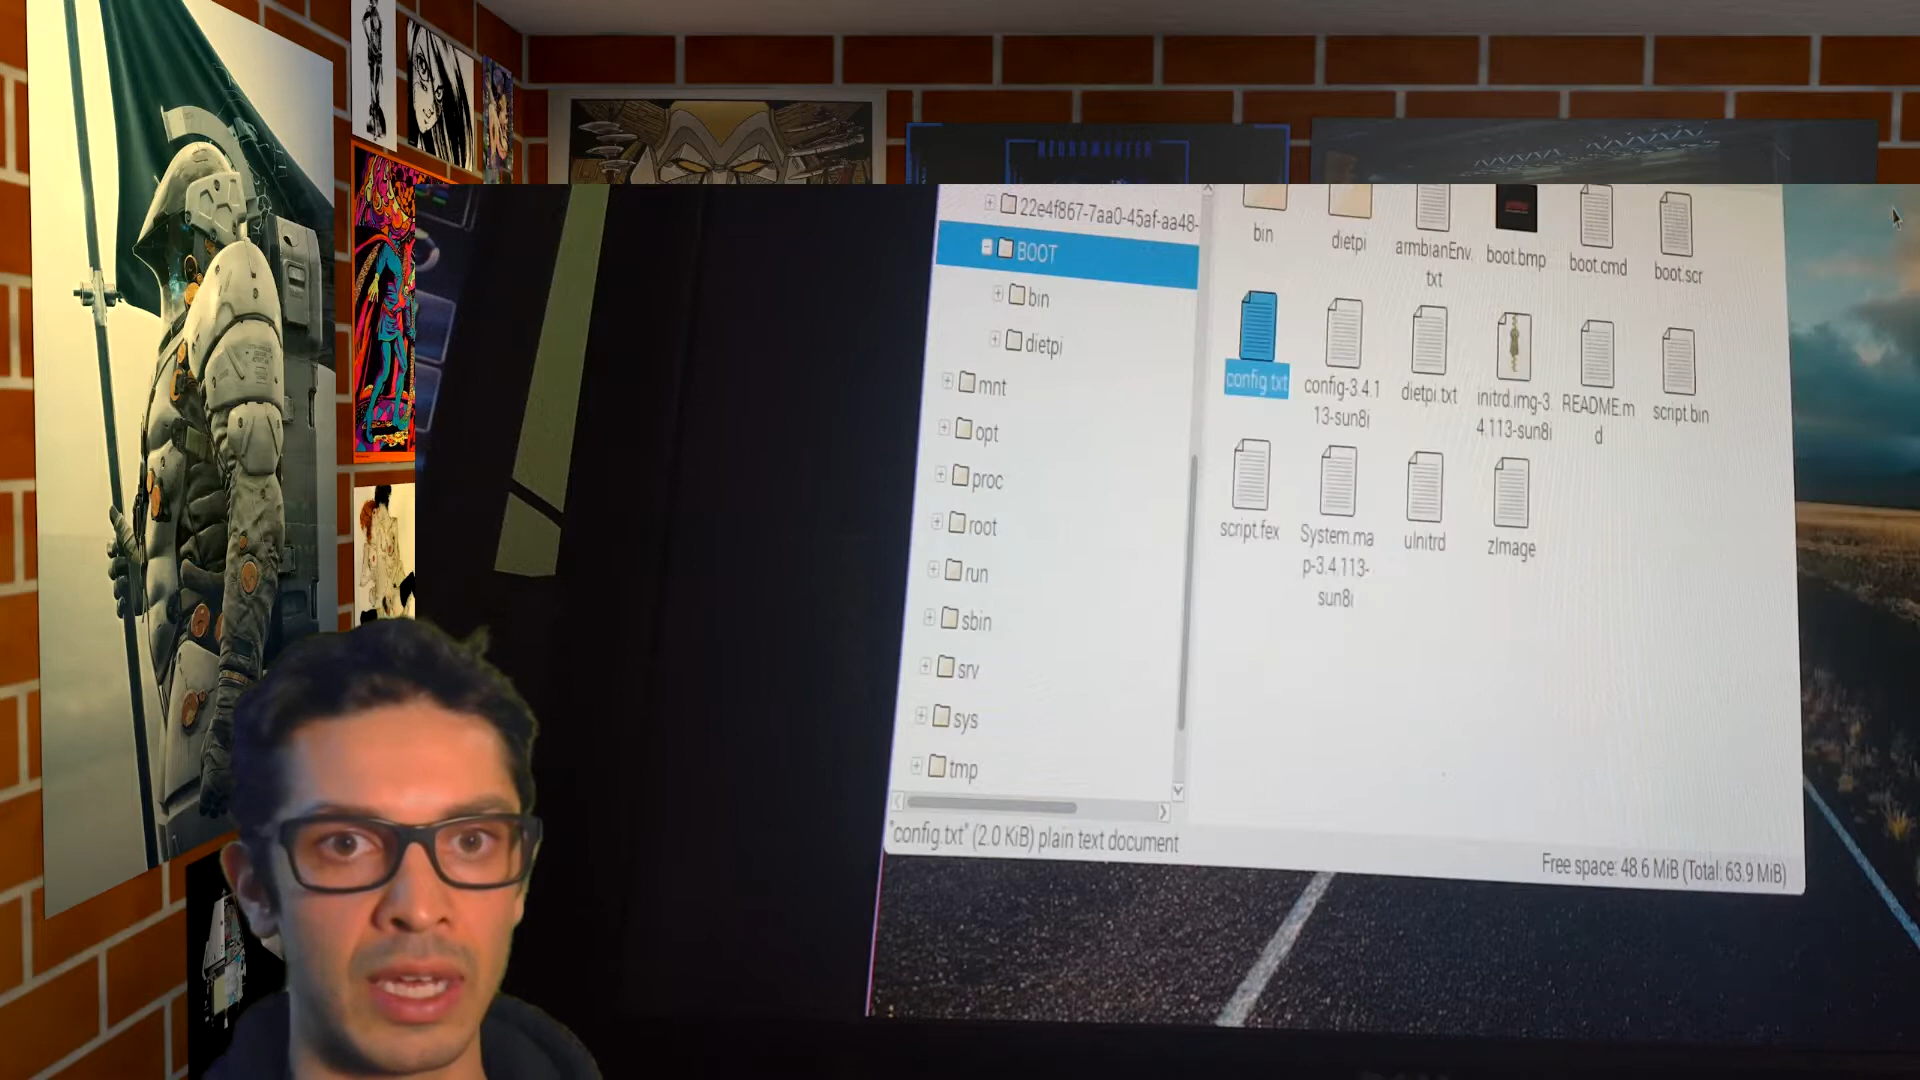 NEUROMANCER
22e4f867-7aa0-45af-aa48-
BOOT
bin
dietpi
mnt
opt
proc
root
run
sbin
srv
sys
tmp
bin
dietpi
armbianEnv.
txt
boot.bmp
boot.cmd
boot.scr
config.txt
config-3.4.1
13-sun8i
dietpi.txt
initrd.img-3.
4.113-sun8i
README.m
d
script.bin
script.fex
System.ma
p-3.4.113-
sun8i
uInitrd
zImage
"config.txt" (2.0 KiB) plain text document
Free space: 48.6 MiB (Total: 63.9 MiB)